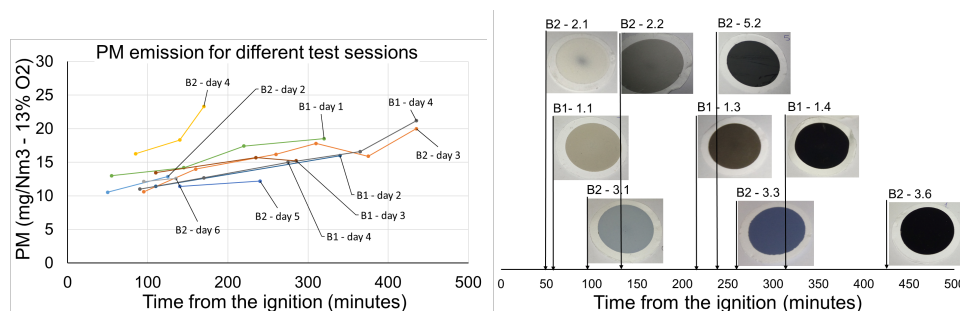 PM emission for different test sessions
PM (mg/Nm3 - 13% O2)
30
25
20
15
10
5
0
B2 - day 4
B2 - day 2
B1 - day 1
B1 - day 4
B2 - day 3
B1 - day 2
B1 - day 3
B1 - day 4
B2 - day 5
B2 - day 6
0 100 200 300 400 500
Time from the ignition (minutes)
B2 - 2.1 B2 - 2.2 B2 - 5.2
B1- 1.1 B1 - 1.3 B1 - 1.4
B2 - 3.1 B2 - 3.3 B2 - 3.6
0 50 100 150 200 250 300 350 400 450 500
Time from the ignition (minutes)